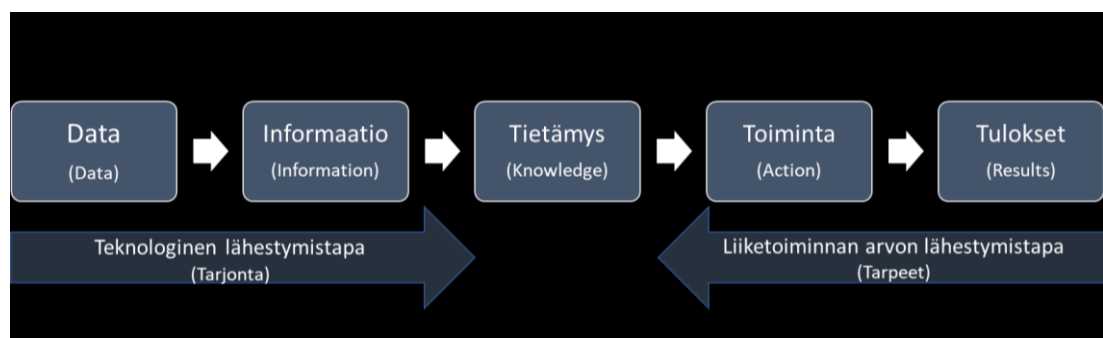 Data
(Data)
Informaatio
(Information)
Tietämys
(Knowledge)
Toiminta
(Action)
Tulokset
(Results)
Teknologinen lähestymistapa
(Tarjonta)
Liiketoiminnan arvon lähestymistapa
(Tarpeet)